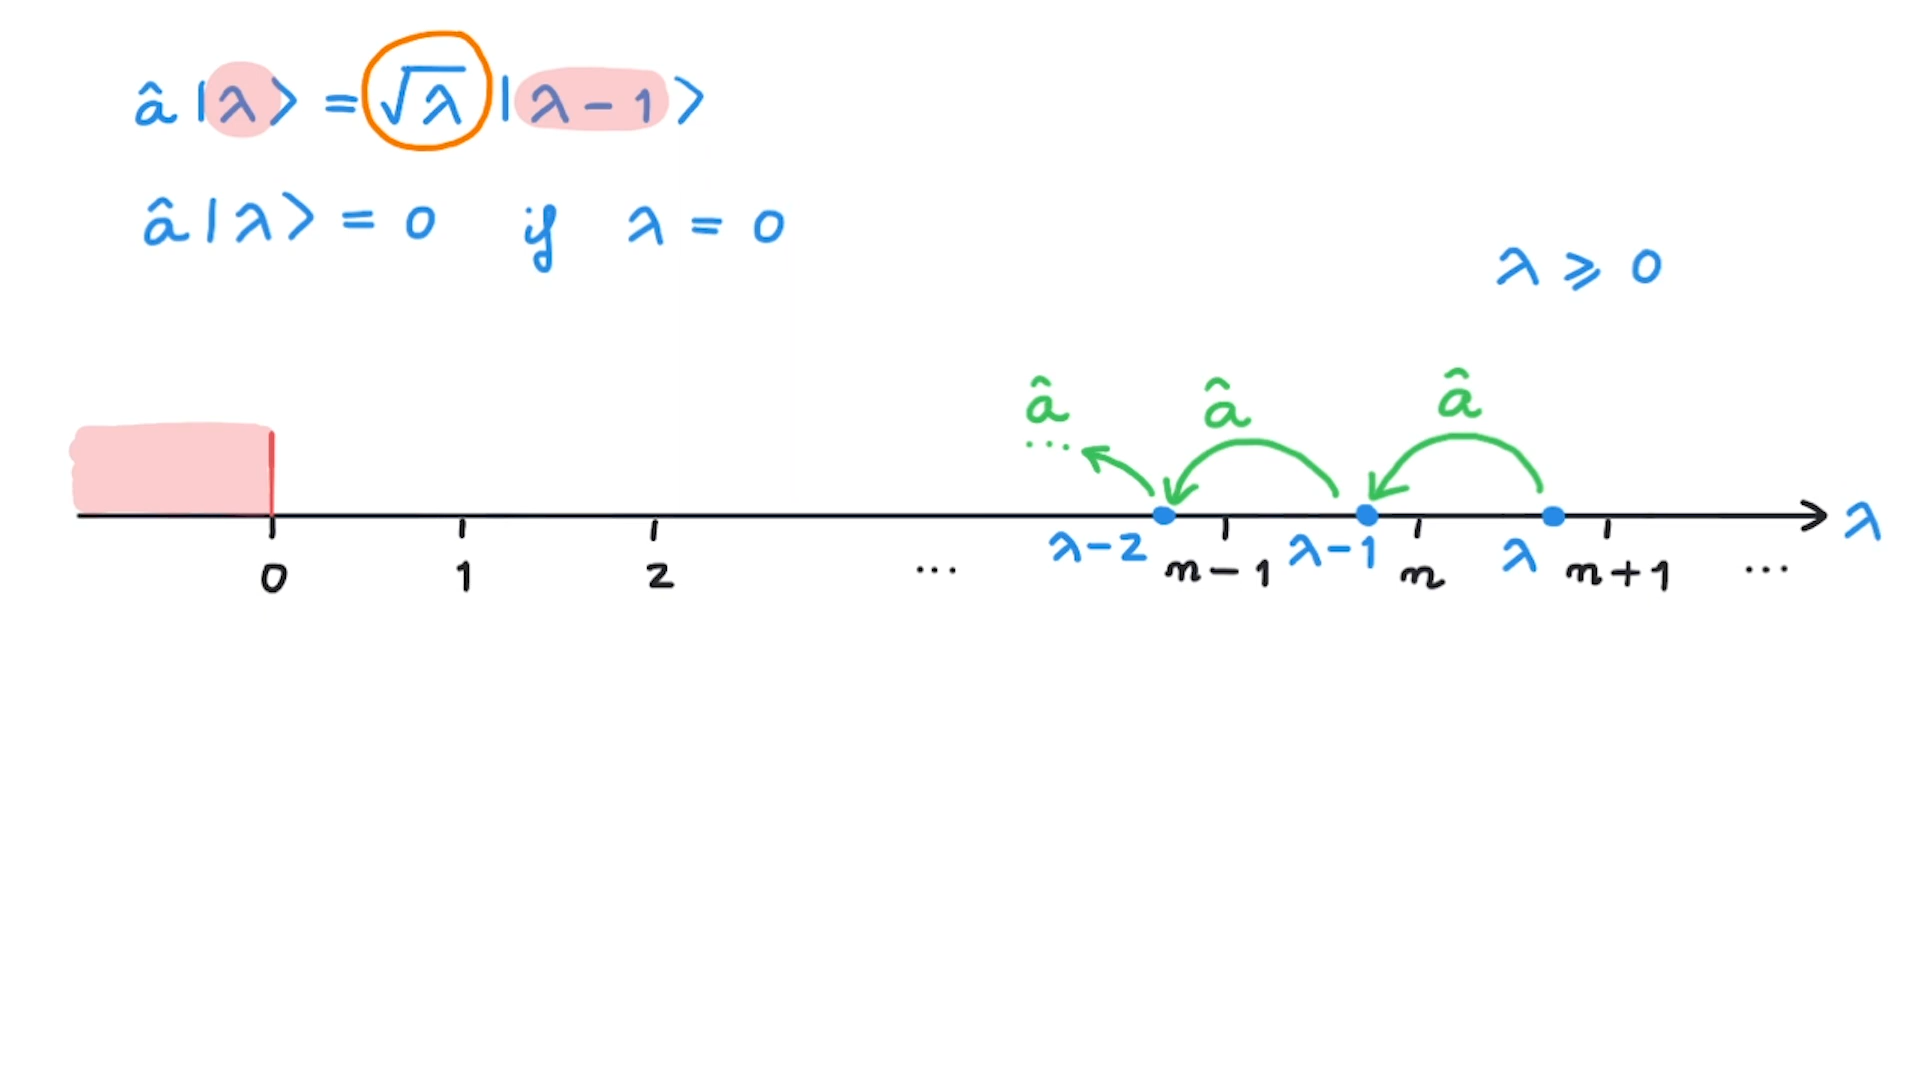 â |λ⟩ = √λ |λ - 1⟩
â |λ⟩ = 0 if λ = 0
λ ⩾ 0
â â â
...
λ
λ-2 λ-1 λ
0 1 2 ... n-1 n n+1 ...